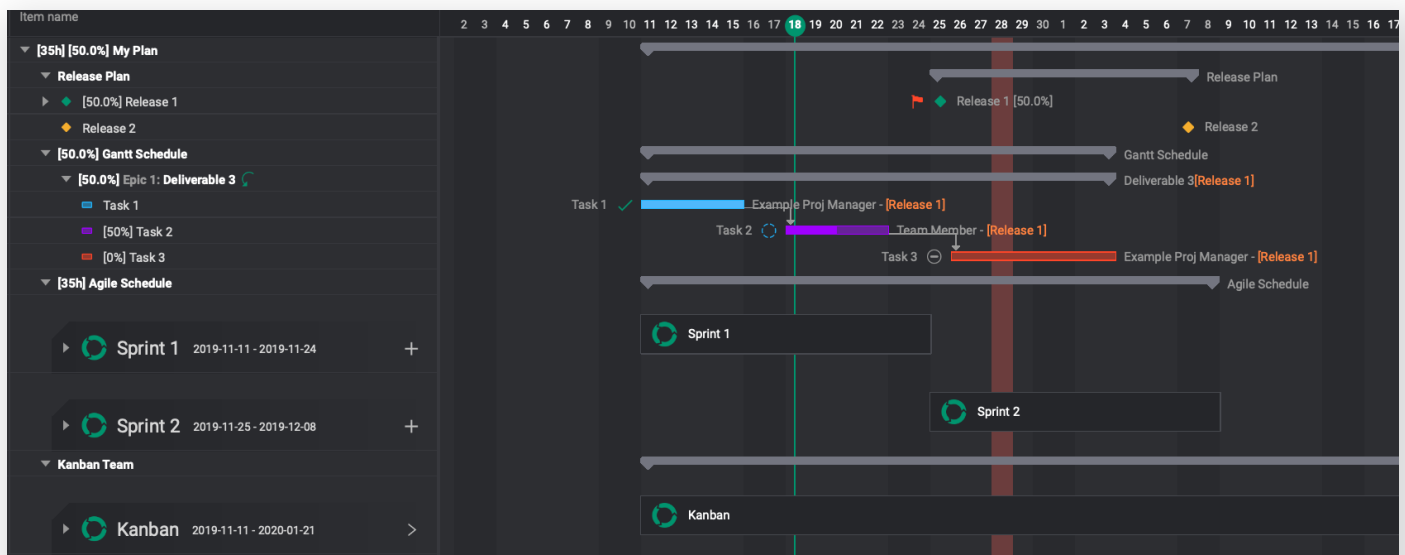 Item name
2 3 4 5 6 7 8 9 10 11 12 13 14 15 16 17 18 19 20 21 22 23 24 25 26 27 28 29 30 1 2 3 4 5 6 7 8 9 10 11 12 13 14 15 16 17
[35h] [50.0%] My Plan
Release Plan
Release Plan
[50.0%] Release 1
Release 1 [50.0%]
Release 2
Release 2
[50.0%] Gantt Schedule
Gantt Schedule
[50.0%] Epic 1: Deliverable 3
Deliverable 3[Release 1]
Task 1
Task 1
Example Proj Manager - [Release 1]
[50%] Task 2
Task 2
Team Member - [Release 1]
[0%] Task 3
Task 3
Example Proj Manager - [Release 1]
[35h] Agile Schedule
Agile Schedule
Sprint 1 2019-11-11 - 2019-11-24 +
Sprint 1
Sprint 2 2019-11-25 - 2019-12-08 +
Sprint 2
Kanban Team
Kanban 2019-11-11 - 2020-01-21 >
Kanban